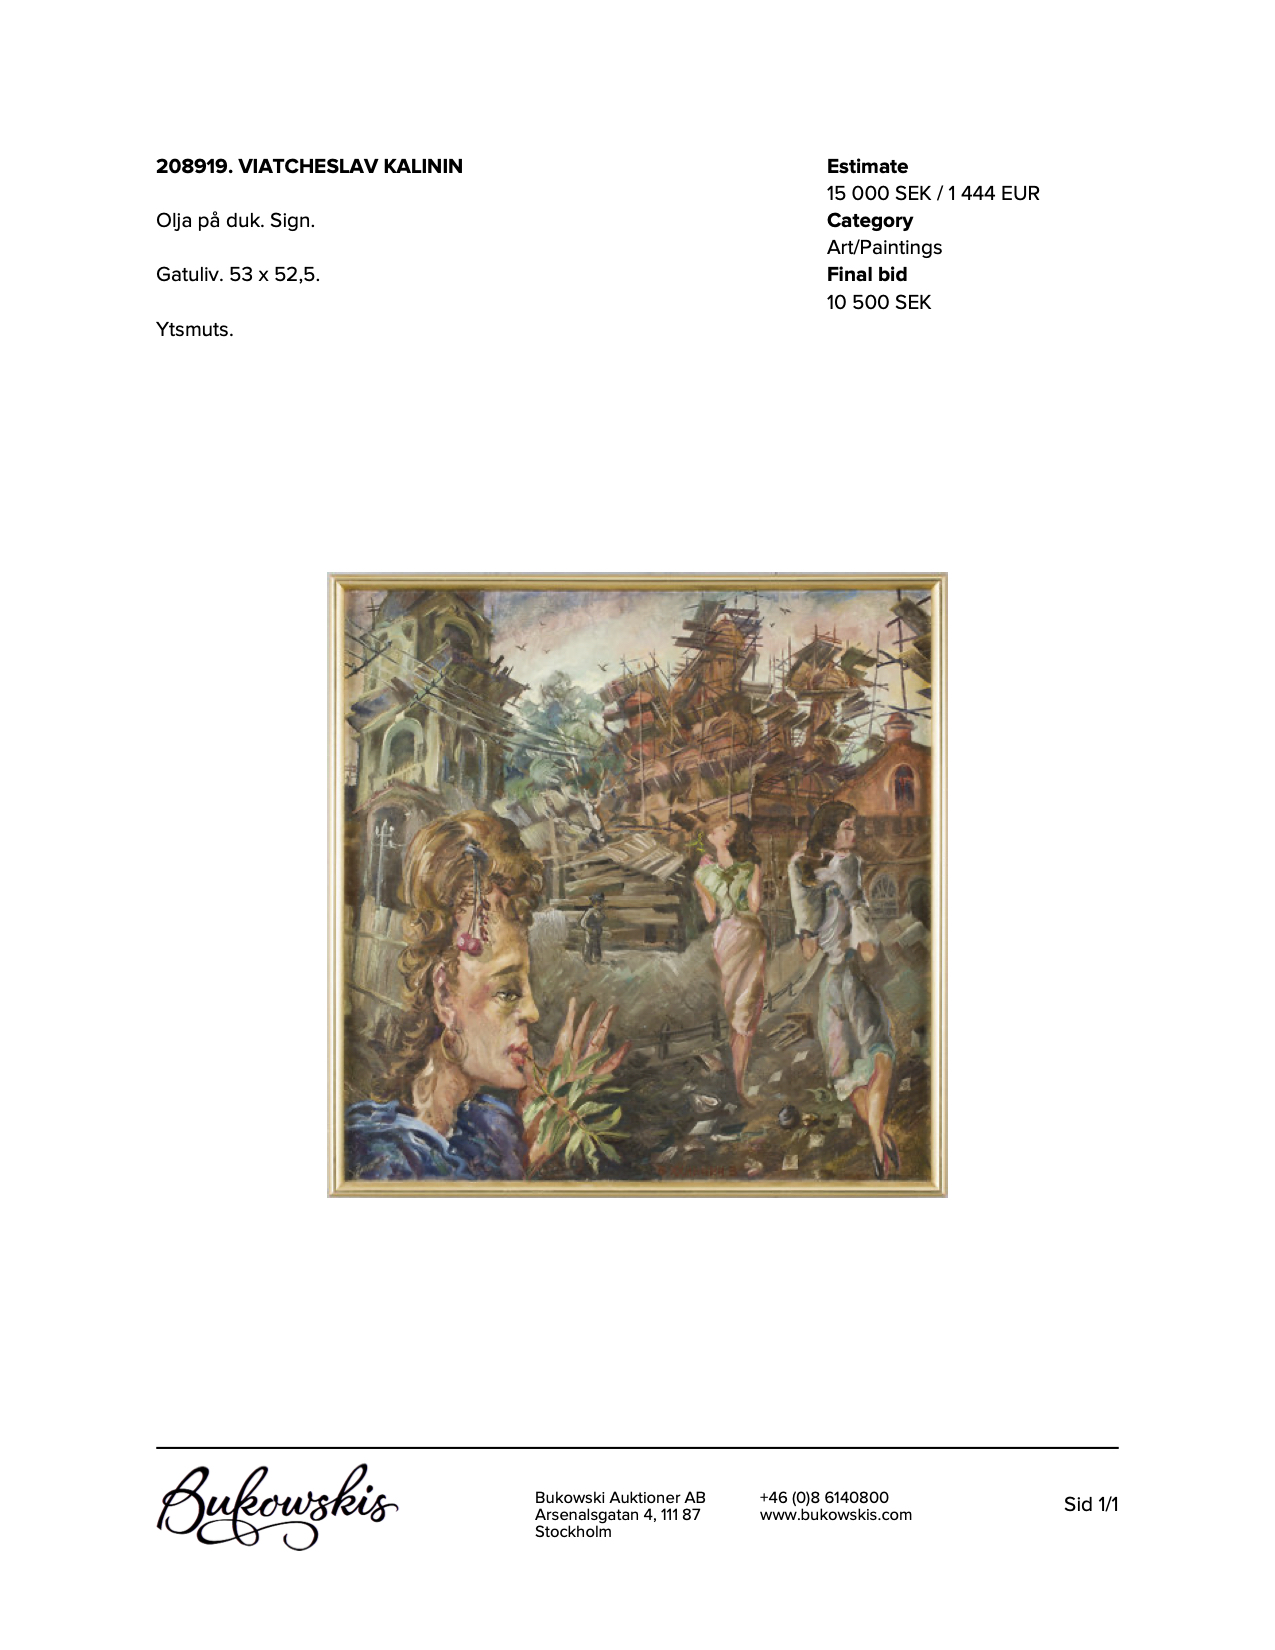 208919. VIATCHESLAV KALININ
Olja på duk. Sign.
Gatuliv. 53 x 52,5.
Ytsmuts.
Estimate
15 000 SEK / 1 444 EUR
Category
Art/Paintings
Final bid
10 500 SEK
Bukowskis
Bukowski Auktioner AB
Arsenalsgatan 4, 111 87
Stockholm
+46 (0)8 6140800
www.bukowskis.com
Sid 1/1